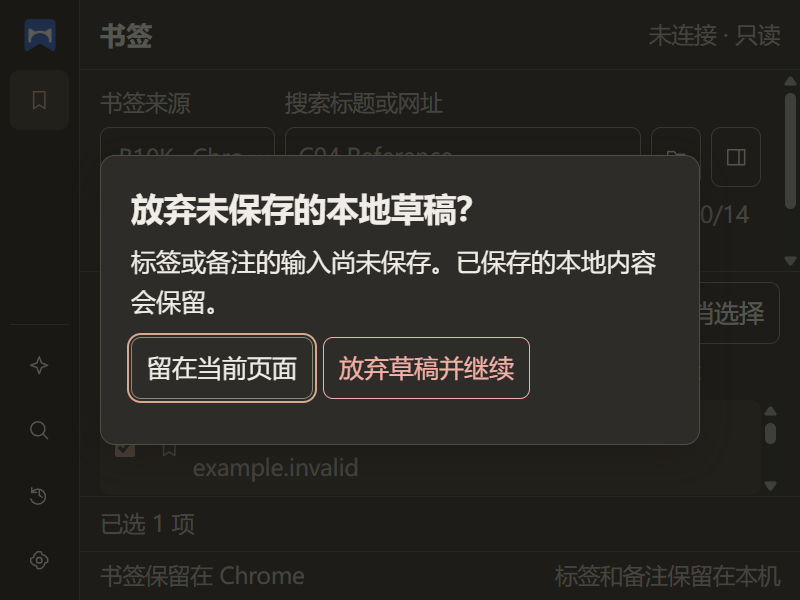 书签
未连接 · 只读
书签来源
搜索标题或网址
0/14
放弃未保存的本地草稿?
标签或备注的输入尚未保存。已保存的本地内容
会保留。
留在当前页面
放弃草稿并继续
选择
example.invalid
已选 1 项
书签保留在 Chrome
标签和备注保留在本机